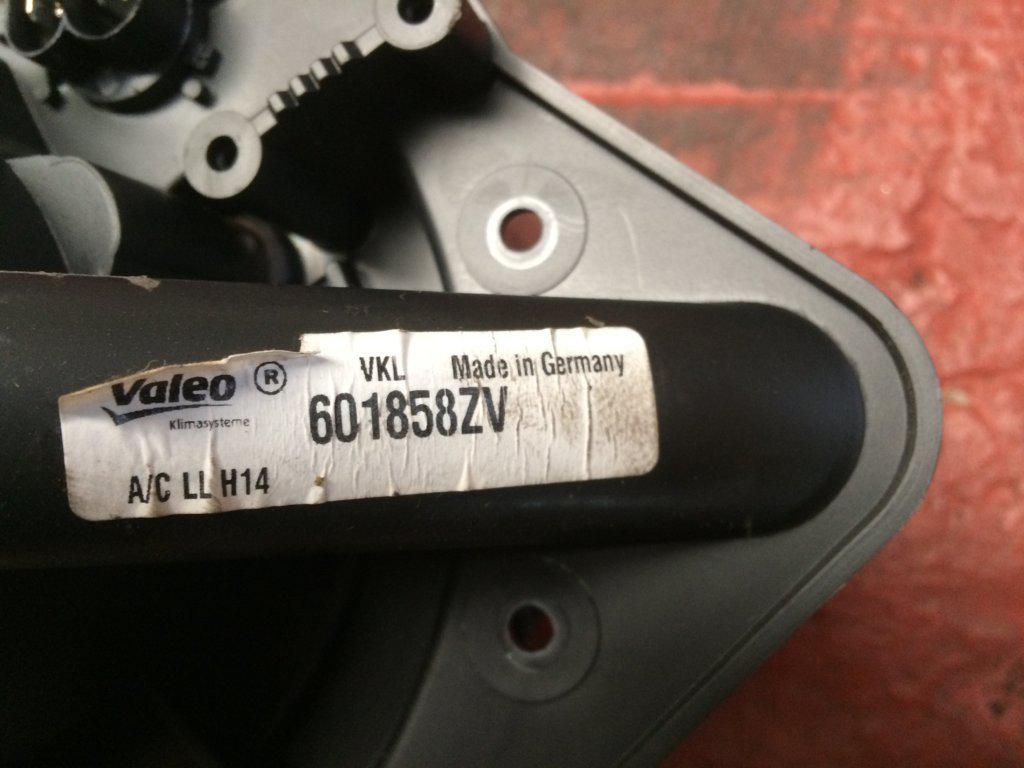 Valeo ®
Klimasysteme
VKL Made in Germany
601858ZV
A/C LL H14